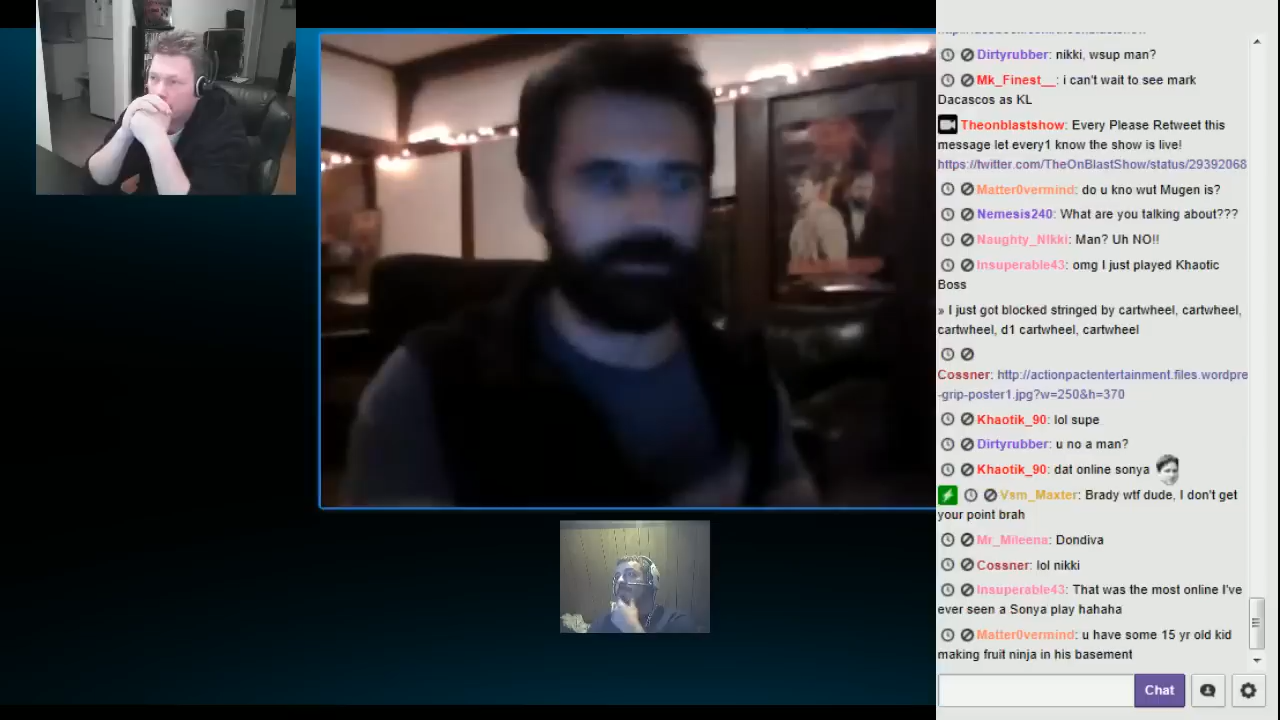 Dirtyrubber: nikki, wsup man?
Mk_Finest__: i can't wait to see mark
Dacascos as KL
Theonblastshow: Every Please Retweet this
message let every1 know the show is live!
https://twitter.com/TheOnBlastShow/status/29392068
Matter0vermind: do u kno wut Mugen is?
Nemesis240: What are you talking about???
Naughty_NIkki: Man? Uh NO!!
Insuperable43: omg I just played Khaotic
Boss
» I just got blocked stringed by cartwheel, cartwheel,
cartwheel, d1 cartwheel, cartwheel
Cossner: http://actionpactentertainment.files.wordpre
-grip-poster1.jpg?w=250&h=370
Khaotik_90: lol supe
Dirtyrubber: u no a man?
Khaotik_90: dat online sonya
Vsm_Maxter: Brady wtf dude, I don't get
your point brah
Mr_Mileena: Dondiva
Cossner: lol nikki
Insuperable43: That was the most online I've
ever seen a Sonya play hahaha
Matter0vermind: u have some 15 yr old kid
making fruit ninja in his basement
Chat